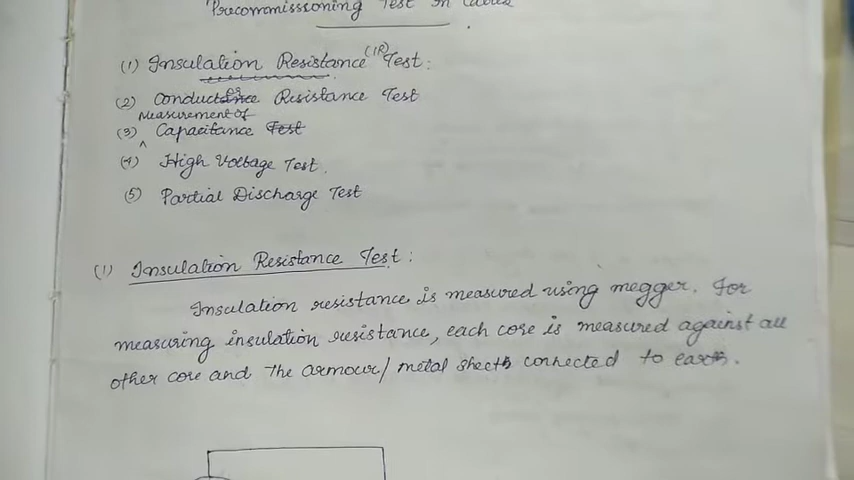 Precommisssoning Test In Cables
(1) Insulation Resistance (IR) Test:
(2) Conductor Resistance Test
Measurement of
(3) ^ Capacitance Test
(4) High Voltage Test.
(5) Partial Discharge Test
(1) Insulation Resistance Test:
Insulation resistance is measured using megger. For
measuring insulation resistance, each core is measured against all
other core and the armour/metal sheeth connected to earth.